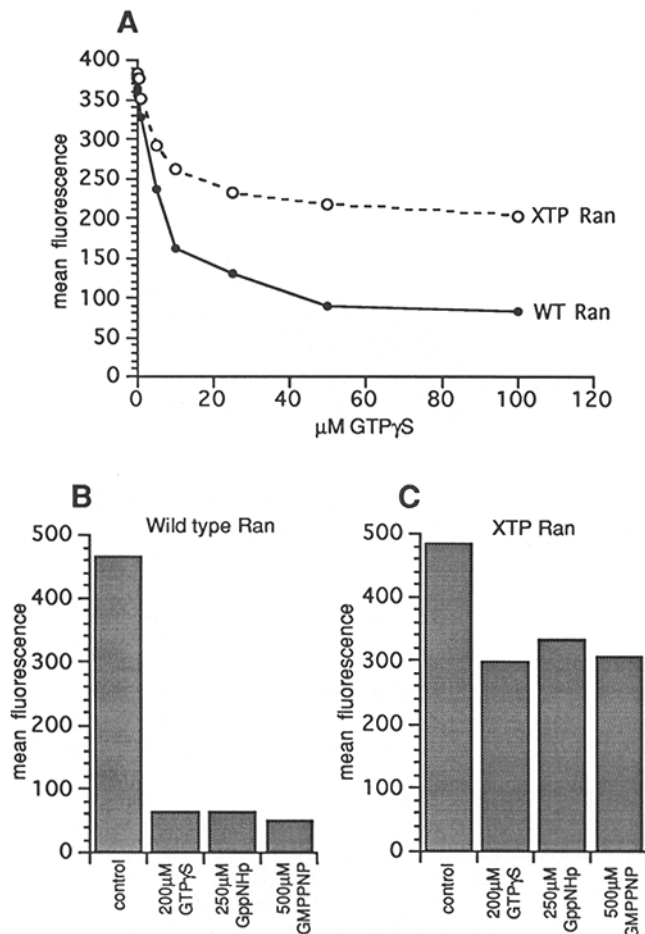 A
mean fluorescence
400
350
300
250
200
150
100
50
0
XTP Ran
WT Ran
0 20 40 60 80 100 120
μM GTPγS
B
Wild type Ran
mean fluorescence
500
400
300
200
100
0
control
200μM GTPγS
250μM GppNHp
500μM GMPPNP
C
XTP Ran
mean fluorescence
500
400
300
200
100
0
control
200μM GTPγS
250μM GppNHp
500μM GMPPNP